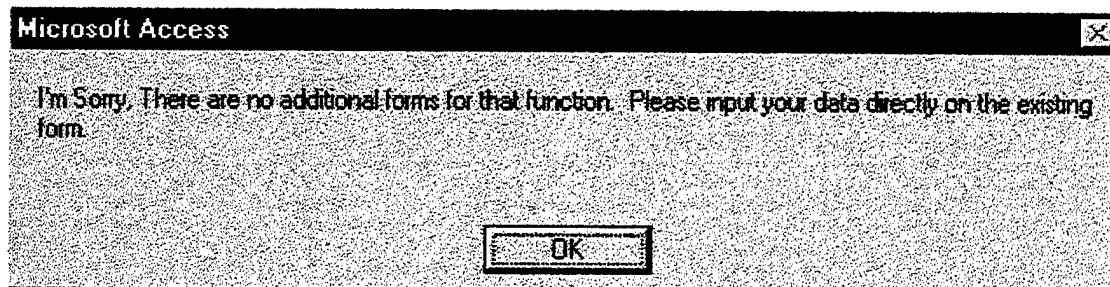 Microsoft Access
I'm Sorry, There are no additional forms for that function. Please input your data directly on the existing
form.
OK